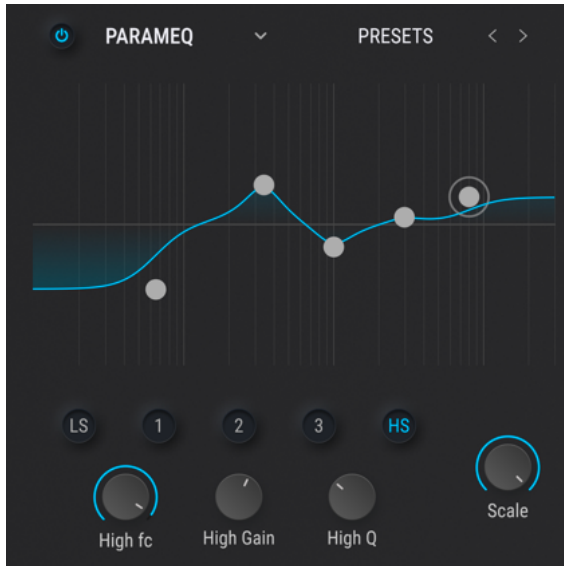 PARAMEQ PRESETS < >
LS 1 2 3 HS
High fc High Gain High Q Scale